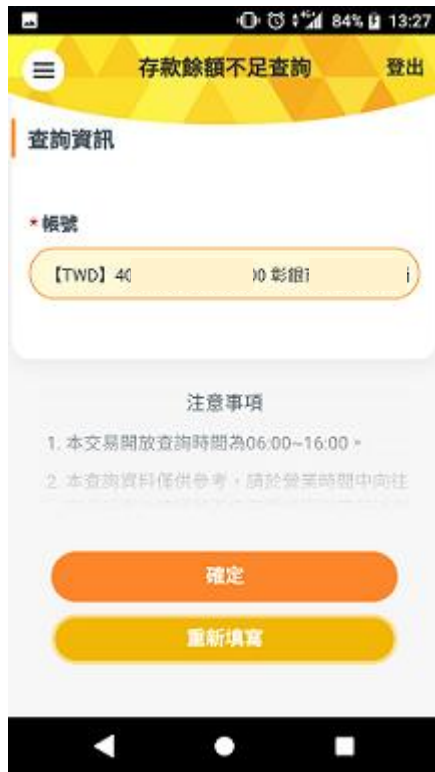 84% 13:27
存款餘額不足查詢 登出
查詢資訊
*帳號
【TWD】40 00 彰銀
注意事項
1. 本交易開放查詢時間為06:00~16:00。
2. 本查詢資料僅供參考，請於營業時間中向往
確定
重新填寫